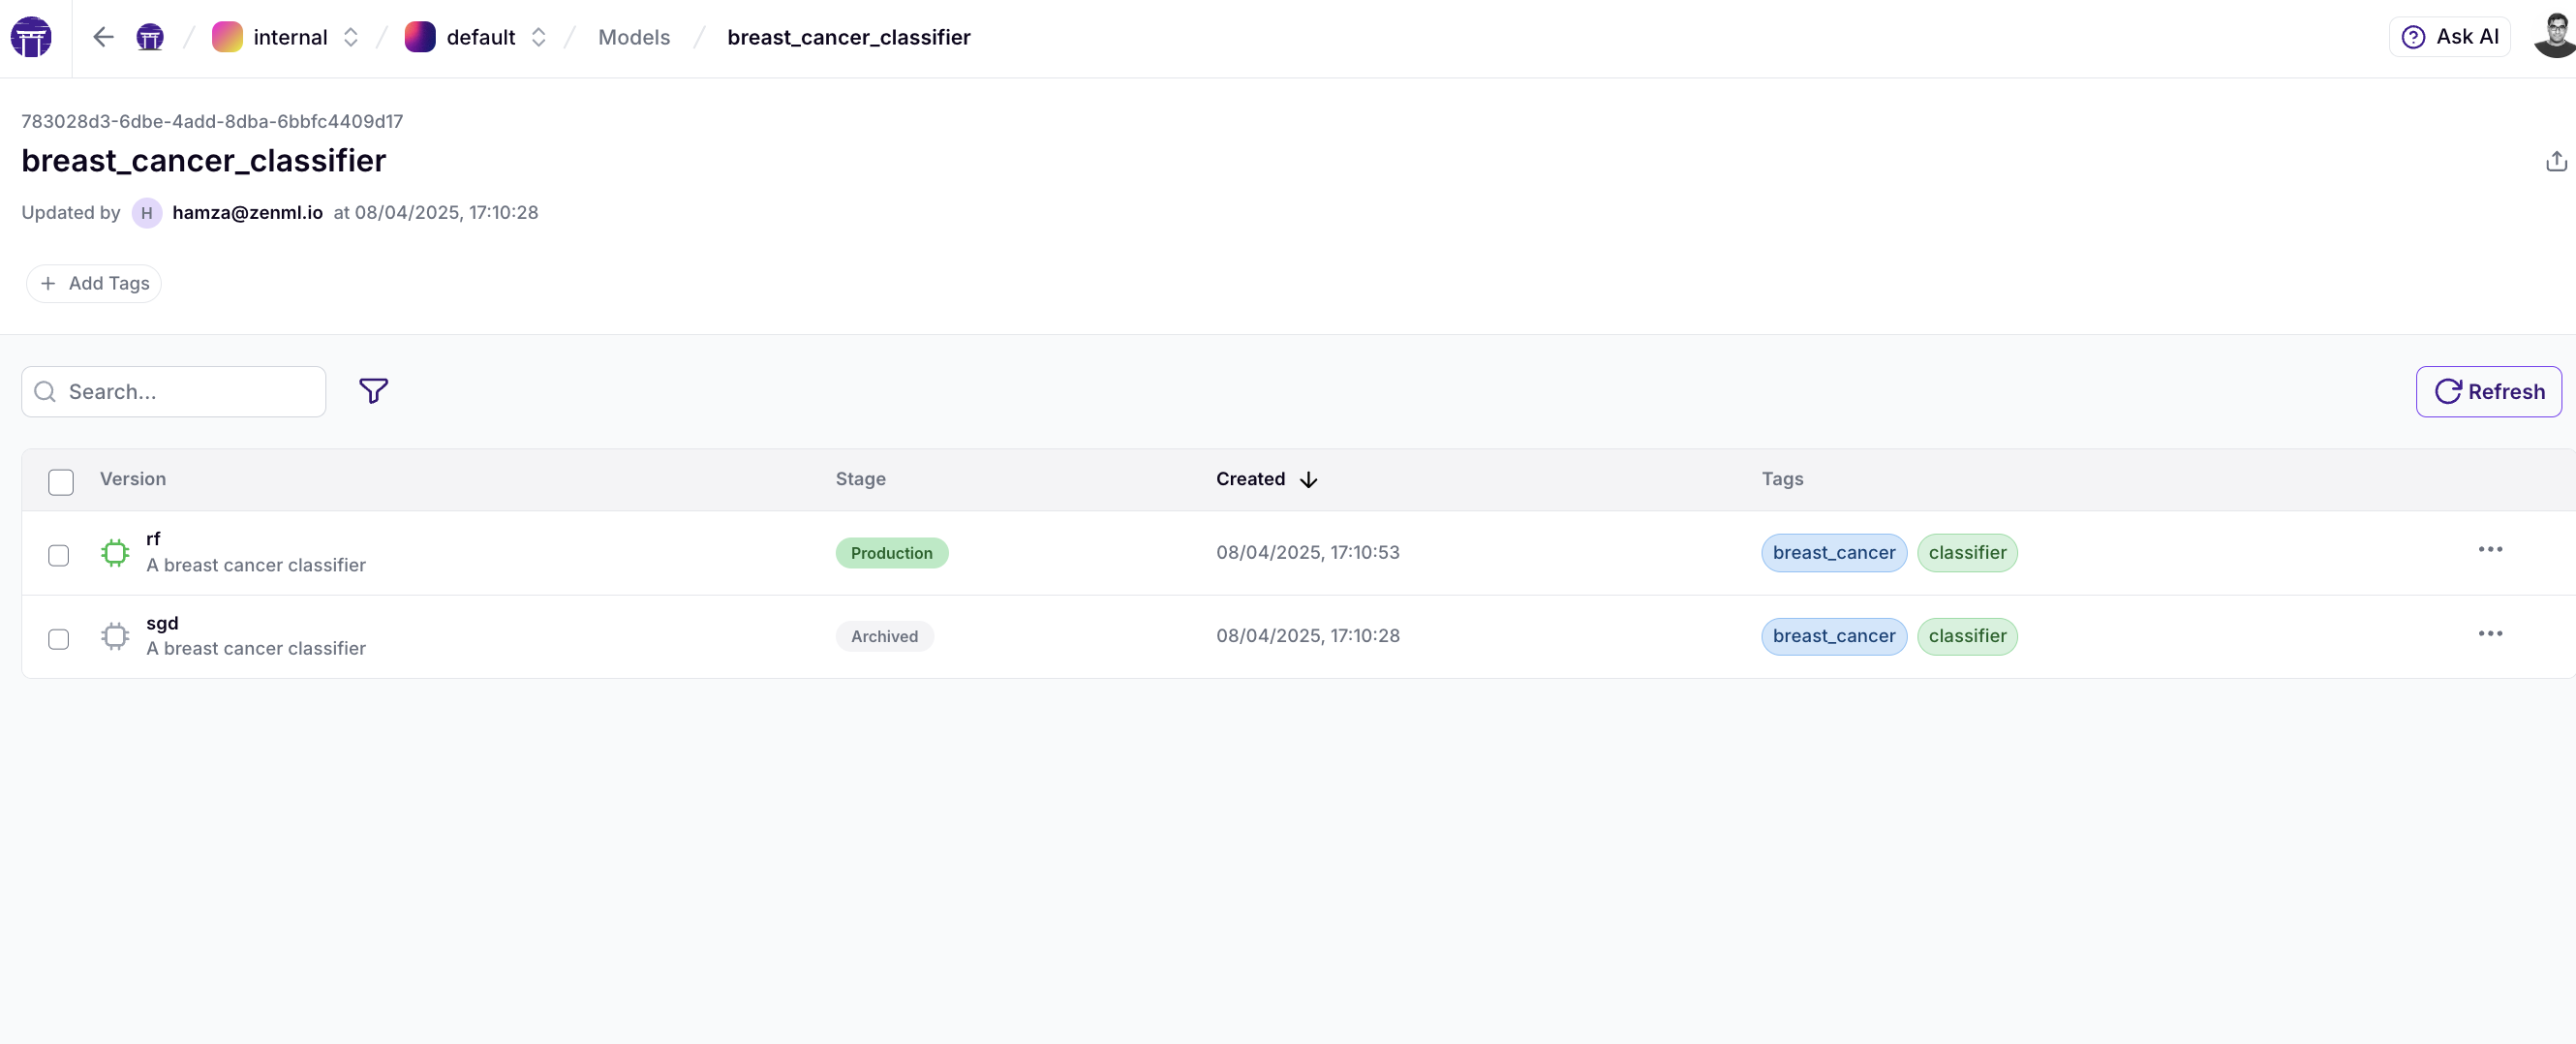 internal / default / Models / breast_cancer_classifier Ask AI
783028d3-6dbe-4add-8dba-6bbfc4409d17
breast_cancer_classifier
Updated by H hamza@zenml.io at 08/04/2025, 17:10:28
+ Add Tags
Search... Refresh
Version Stage Created Tags
rf
A breast cancer classifier Production 08/04/2025, 17:10:53 breast_cancer classifier
sgd
A breast cancer classifier Archived 08/04/2025, 17:10:28 breast_cancer classifier